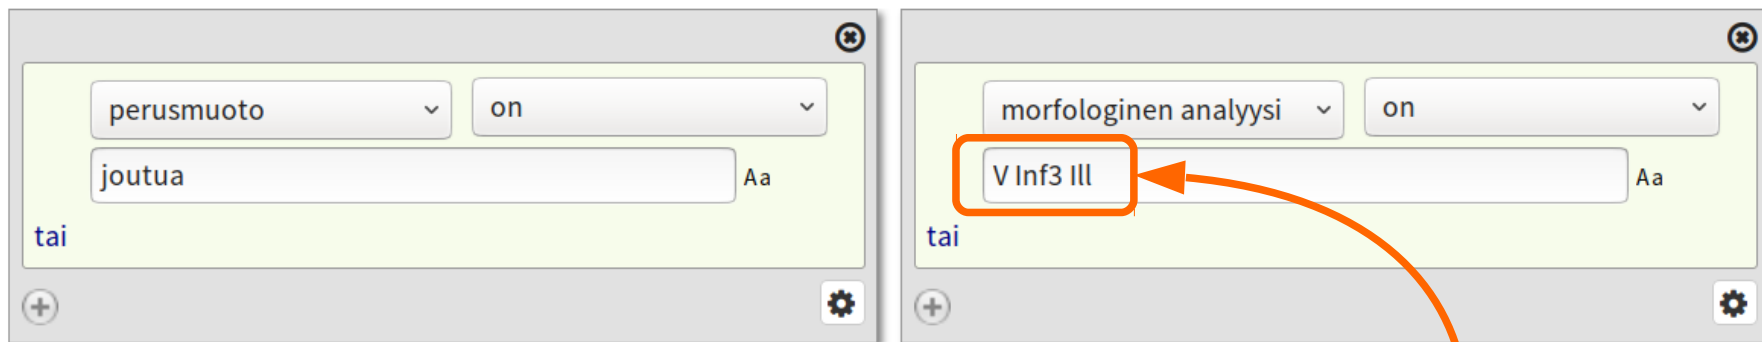 perusmuoto on
joutua Aa
tai
morfologinen analyysi on
V Inf3 Ill Aa
tai